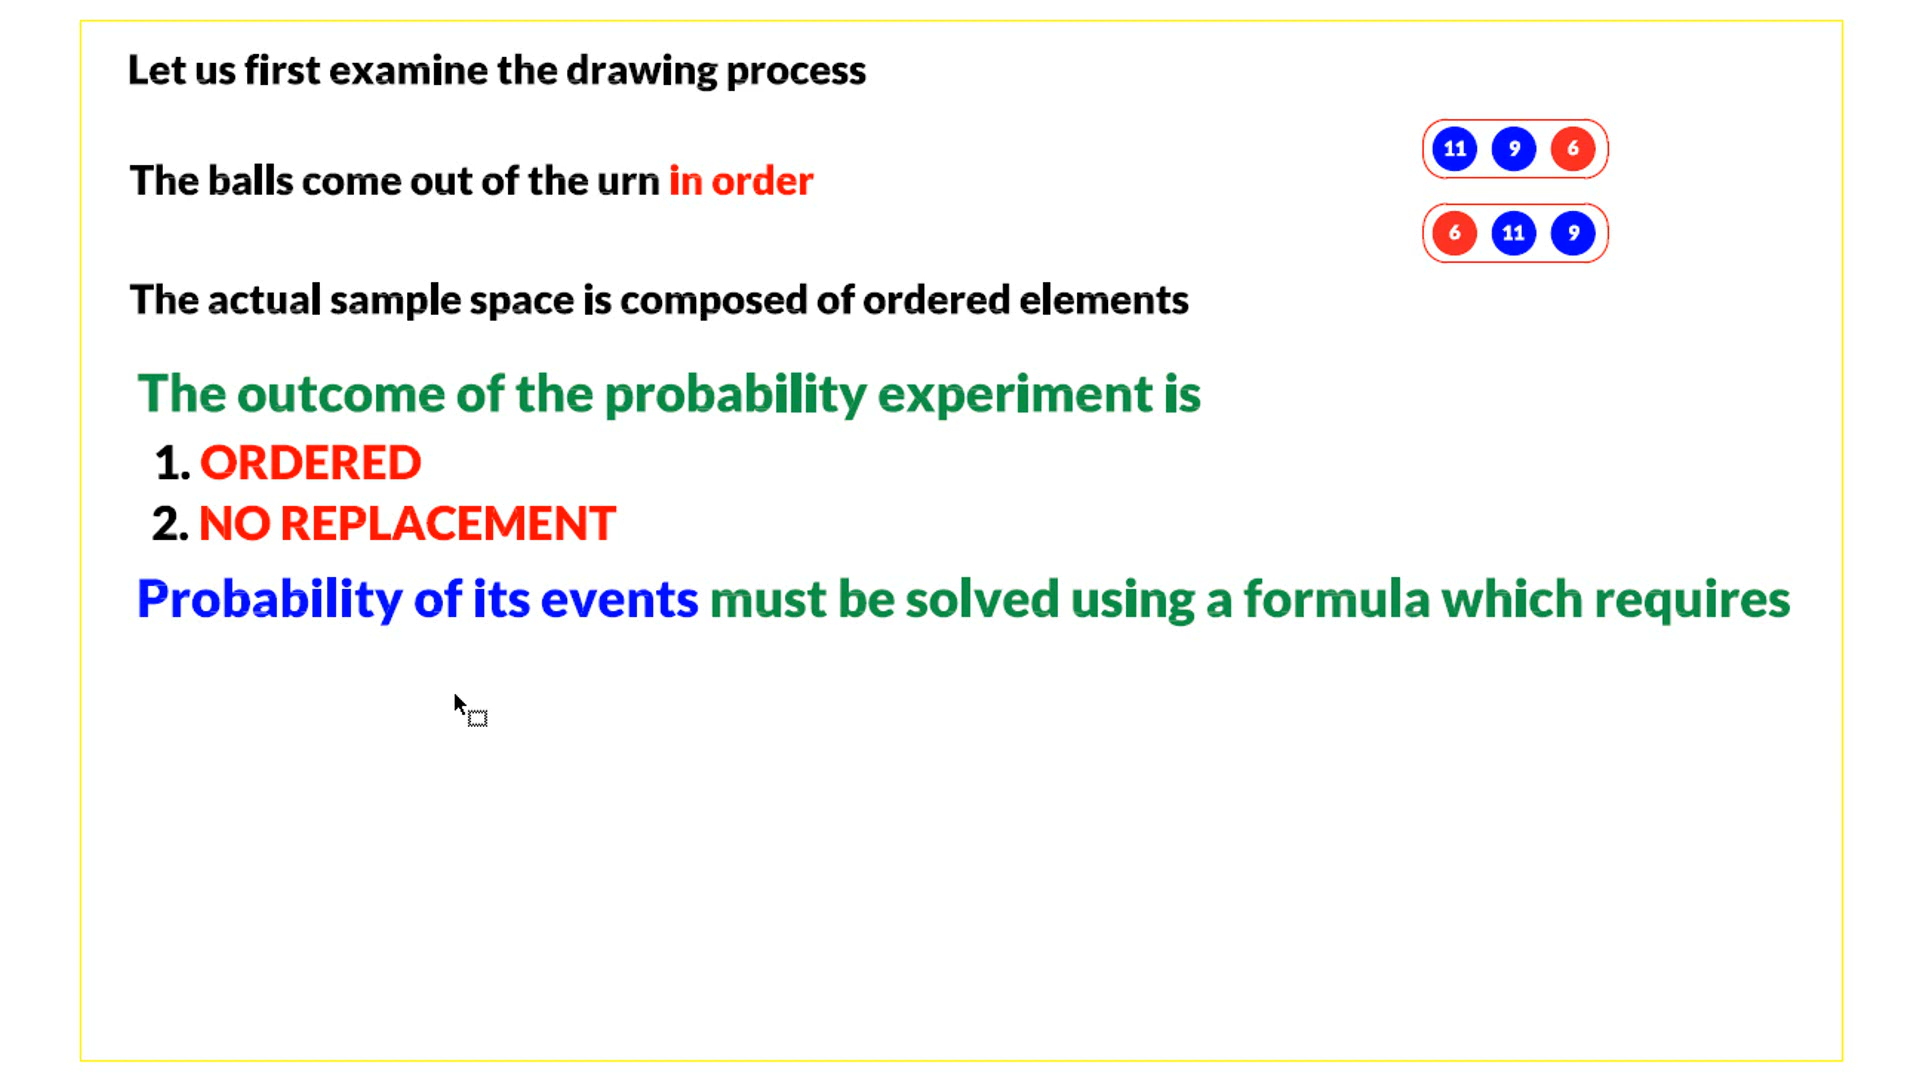 Let us first examine the drawing process
11 9 6
The balls come out of the urn in order
6 11 9
The actual sample space is composed of ordered elements
The outcome of the probability experiment is
1. ORDERED
2. NO REPLACEMENT
Probability of its events must be solved using a formula which requires